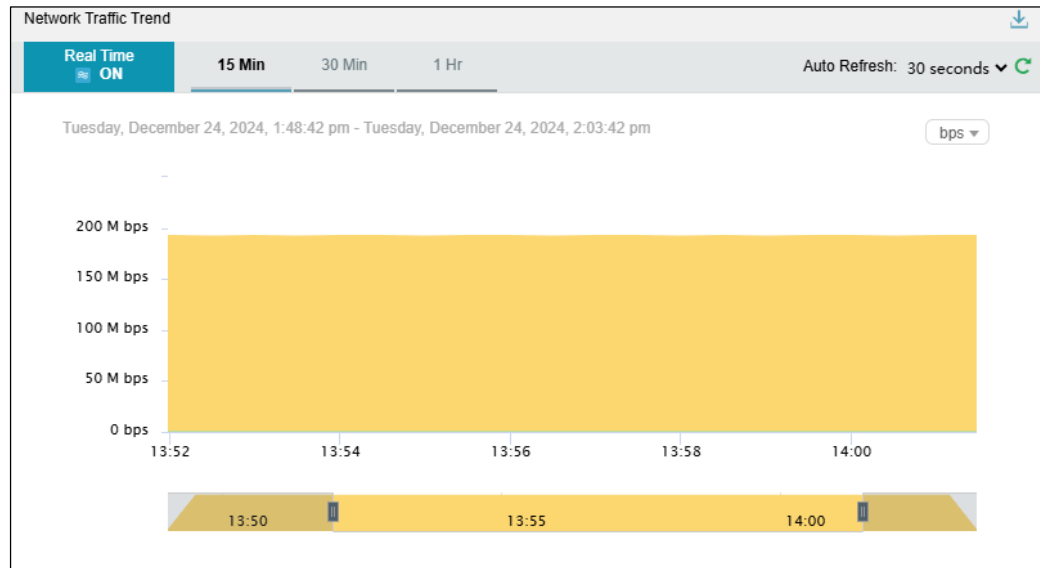 Network Traffic Trend
Real Time
ON
15 Min
30 Min
1 Hr
Auto Refresh: 30 seconds
Tuesday, December 24, 2024, 1:48:42 pm - Tuesday, December 24, 2024, 2:03:42 pm
bps
200 M bps
150 M bps
100 M bps
50 M bps
0 bps
13:52 13:54 13:56 13:58 14:00
13:50 13:55 14:00